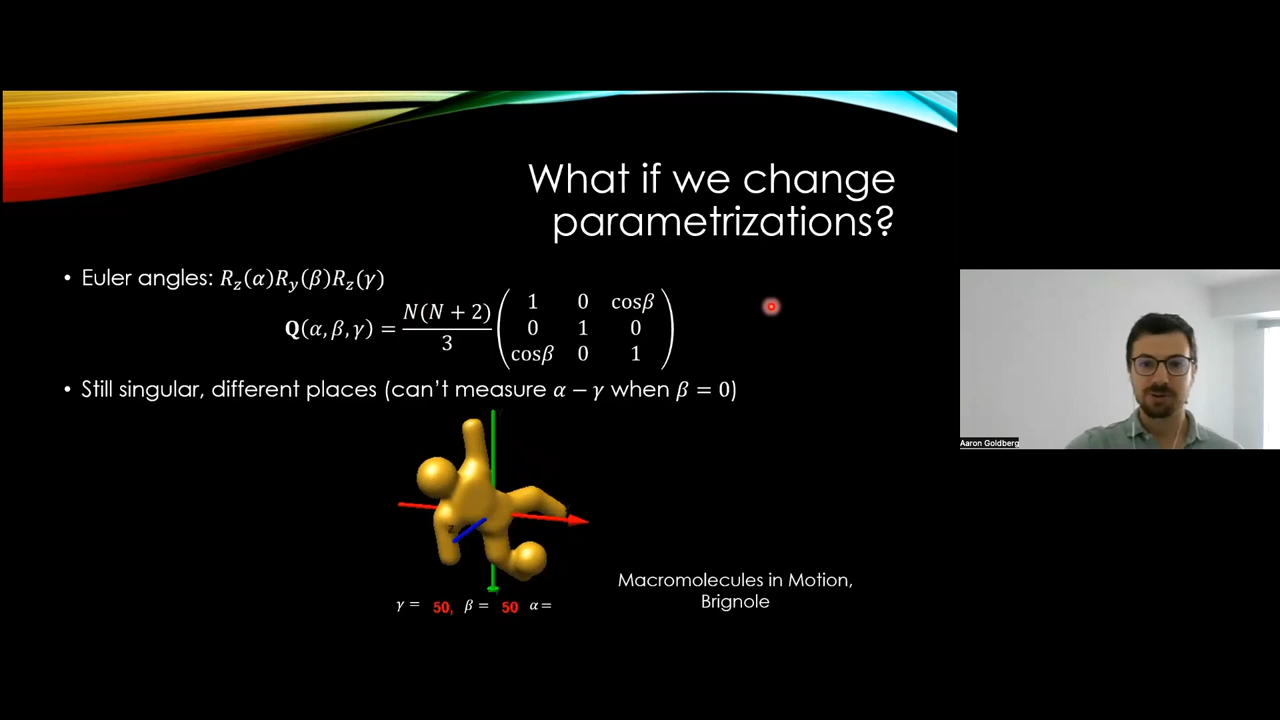 What if we change
parametrizations?
• Euler angles: R_z(α)R_y(β)R_z(γ)
Q(α, β, γ) = N(N + 2)/3 (1 0 cosβ
0 1 0
cosβ 0 1)
• Still singular, different places (can't measure α − γ when β = 0)
z
γ = 50, β = 50 α =
Macromolecules in Motion,
Brignole
Aaron Goldberg